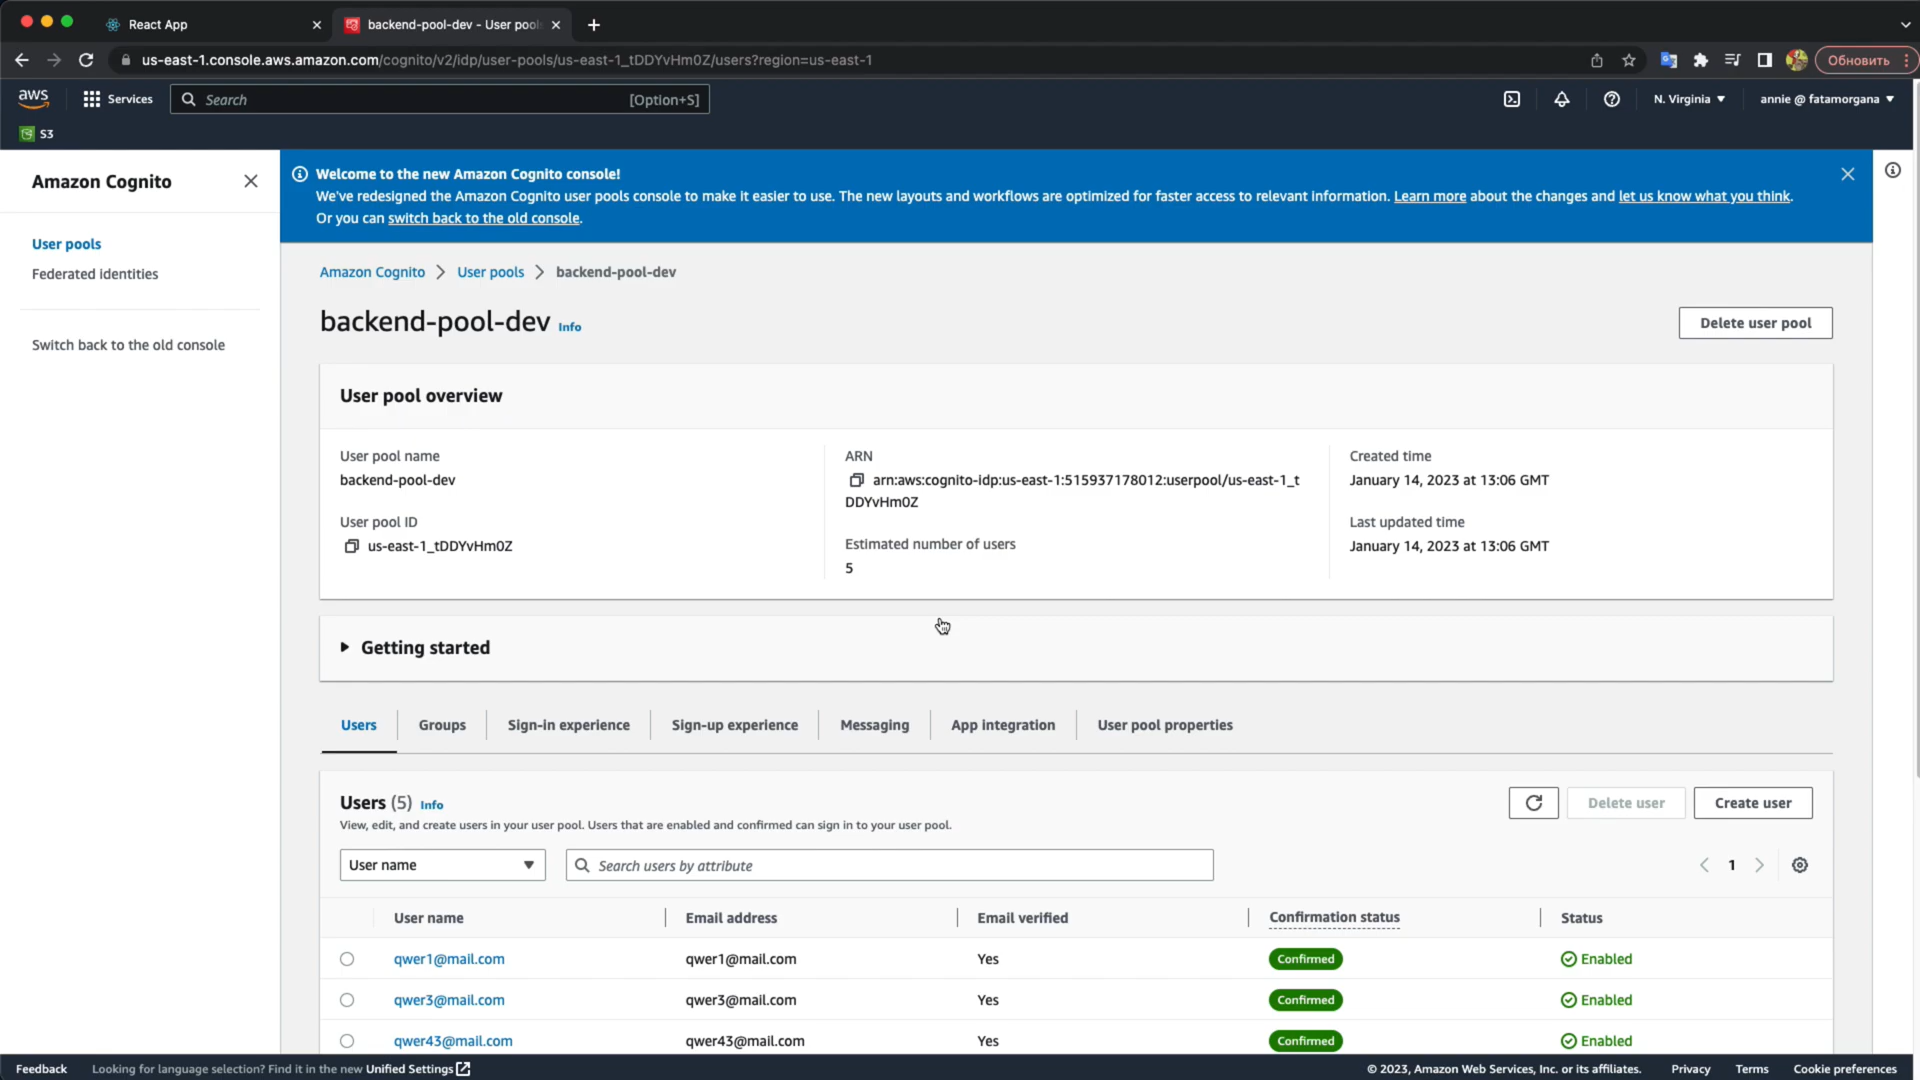 React App
backend-pool-dev - User pools
us-east-1.console.aws.amazon.com/cognito/v2/idp/user-pools/us-east-1_tDDYvHm0Z/users?region=us-east-1
Обновить
aws
Services
Search
[Option+S]
N. Virginia
annie @ fatamorgana
S3
Amazon Cognito
User pools
Federated identities
Switch back to the old console
Welcome to the new Amazon Cognito console!
We've redesigned the Amazon Cognito user pools console to make it easier to use. The new layouts and workflows are optimized for faster access to relevant information. Learn more about the changes and let us know what you think.
Or you can switch back to the old console.
Amazon Cognito
User pools
backend-pool-dev
backend-pool-dev Info
Delete user pool
User pool overview
User pool name
backend-pool-dev
User pool ID
us-east-1_tDDYvHm0Z
ARN
arn:aws:cognito-idp:us-east-1:515937178012:userpool/us-east-1_t
DDYvHm0Z
Estimated number of users
5
Created time
January 14, 2023 at 13:06 GMT
Last updated time
January 14, 2023 at 13:06 GMT
Getting started
Users
Groups
Sign-in experience
Sign-up experience
Messaging
App integration
User pool properties
Users (5) Info
View, edit, and create users in your user pool. Users that are enabled and confirmed can sign in to your user pool.
Delete user
Create user
User name
Search users by attribute
1
User name
Email address
Email verified
Confirmation status
Status
qwer1@mail.com
qwer1@mail.com
Yes
Confirmed
Enabled
qwer3@mail.com
qwer3@mail.com
Yes
Confirmed
Enabled
qwer43@mail.com
qwer43@mail.com
Yes
Confirmed
Enabled
Feedback
Looking for language selection? Find it in the new Unified Settings
© 2023, Amazon Web Services, Inc. or its affiliates.
Privacy
Terms
Cookie preferences